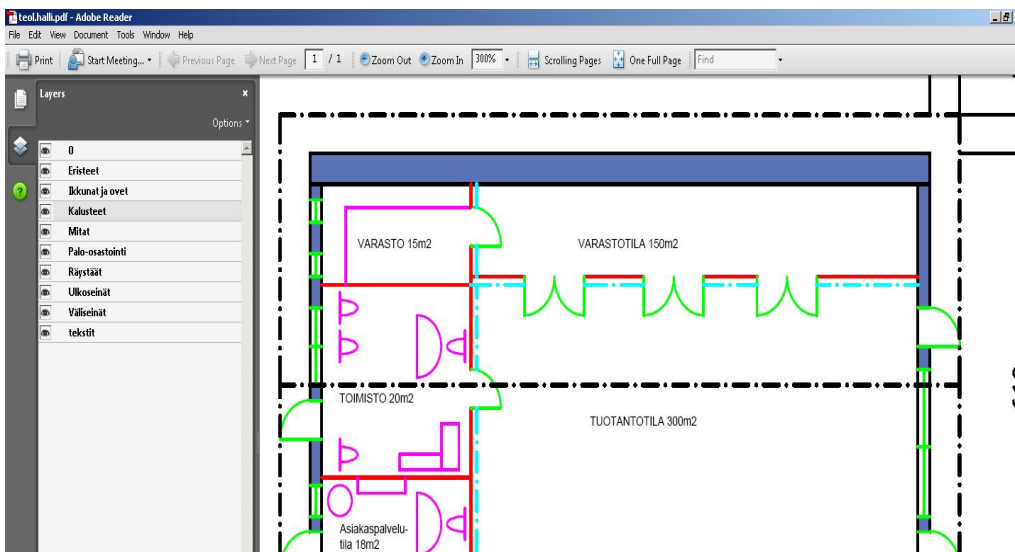 teol.halli.pdf - Adobe Reader
File Edit View Document Tools Window Help
Print Start Meeting... Previous Page Next Page 1 / 1 Zoom Out Zoom In 300% Scrolling Pages One Full Page Find
Layers
Options
0
Eristeet
Ikkunat ja ovet
Kalusteet
Mitat
Palo-osastointi
Räystäät
Ulkoseinät
Väliseinät
tekstit
VARASTO 15m2
VARASTOTILA 150m2
TOIMISTO 20m2
TUOTANTOTILA 300m2
Asiakaspalvelu-
tila 18m2